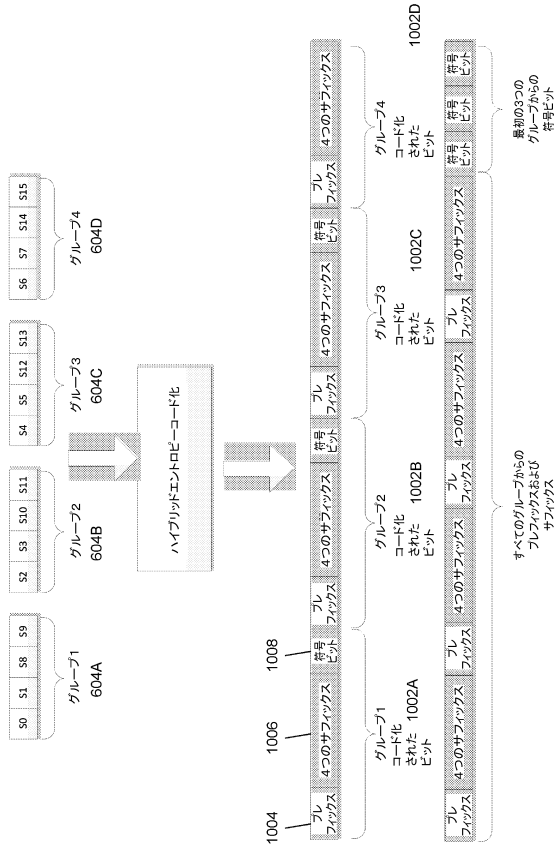 S0 S1 S8 S9
グループ1
604A
S2 S3 S10 S11
グループ2
604B
S4 S5 S12 S13
グループ3
604C
S6 S7 S14 S15
グループ4
604D
ハイブリッドエントロピーコード化
1004
1006
1008
プレ
フィックス
4つのサフィックス
符号
ビット
プレ
フィックス
4つのサフィックス
符号
ビット
プレ
フィックス
4つのサフィックス
符号
ビット
プレ
フィックス
4つのサフィックス
グループ1
コード化
された
ビット
1002A
グループ2
コード化
された
ビット
1002B
グループ3
コード化
された
ビット
1002C
グループ4
コード化
された
ビット
1002D
プレ
フィックス
4つのサフィックス
プレ
フィックス
4つのサフィックス
プレ
フィックス
4つのサフィックス
プレ
フィックス
4つのサフィックス
符号
ビット
符号
ビット
符号
ビット
すべてのグループからの
プレフィックスおよび
サフィックス
最初の3つの
グループからの
符号ビット